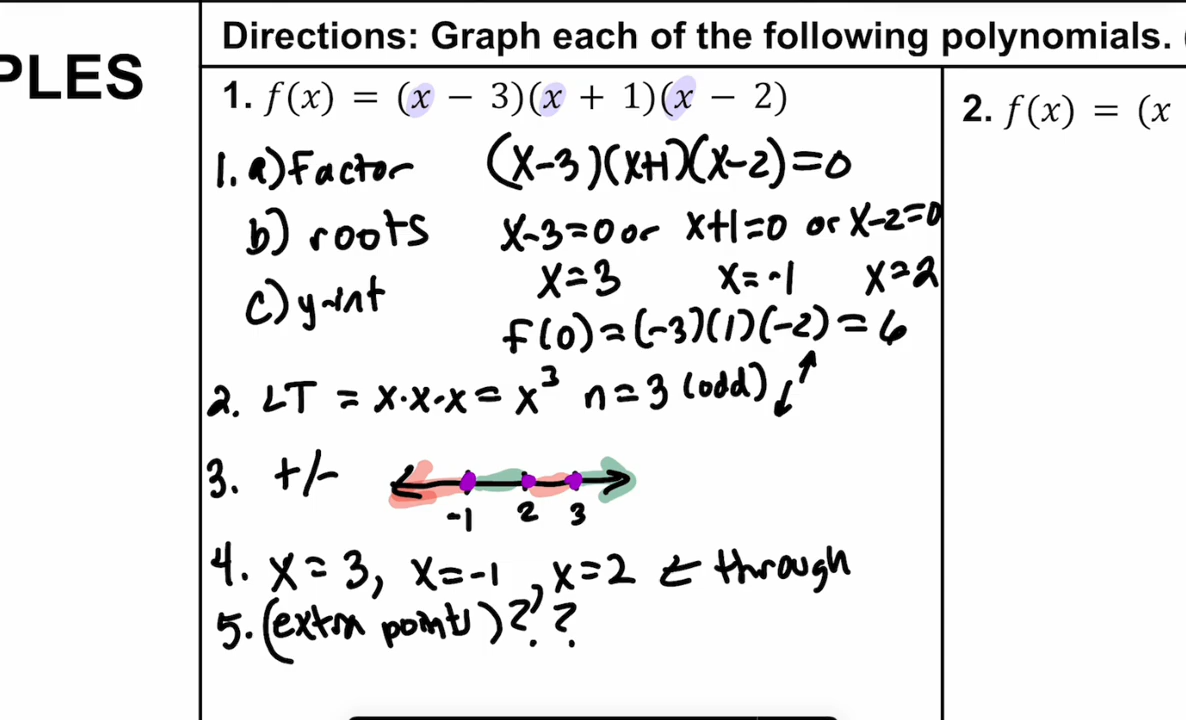 PLES
Directions: Graph each of the following polynomials. (
1. f(x) = (x − 3)(x + 1)(x − 2)
2. f(x) = (x
1. a) Factor (x-3)(x+1)(x-2)=0
b) roots x-3=0 or x+1=0 or x-2=0
x=3 x=-1 x=2
c) y-int
f(0)=(-3)(1)(-2)=6
2. LT = x·x·x = x³ n=3 (odd)
3. +/-
-1 2 3
4. x=3, x=-1, x=2 ← through
5. (extra points)???